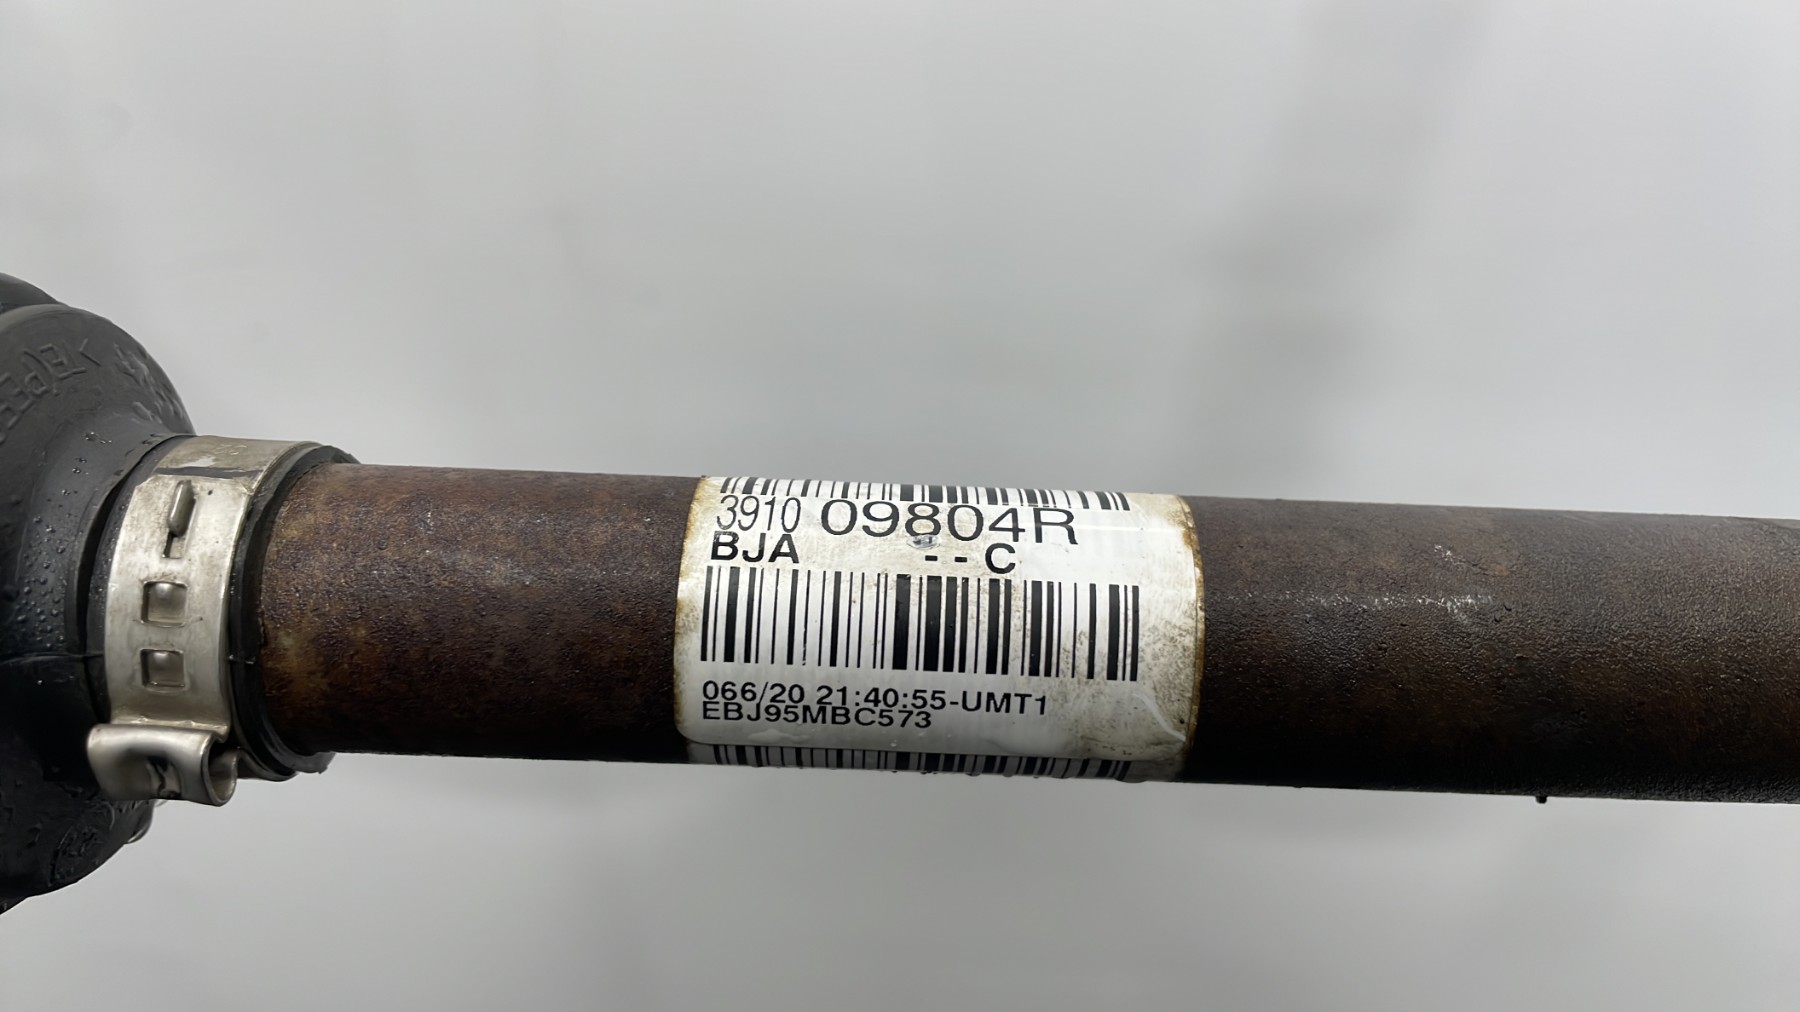 3910 09804R
BJA -- C
066/20 21:40:55-UMT1
EBJ95MBC573